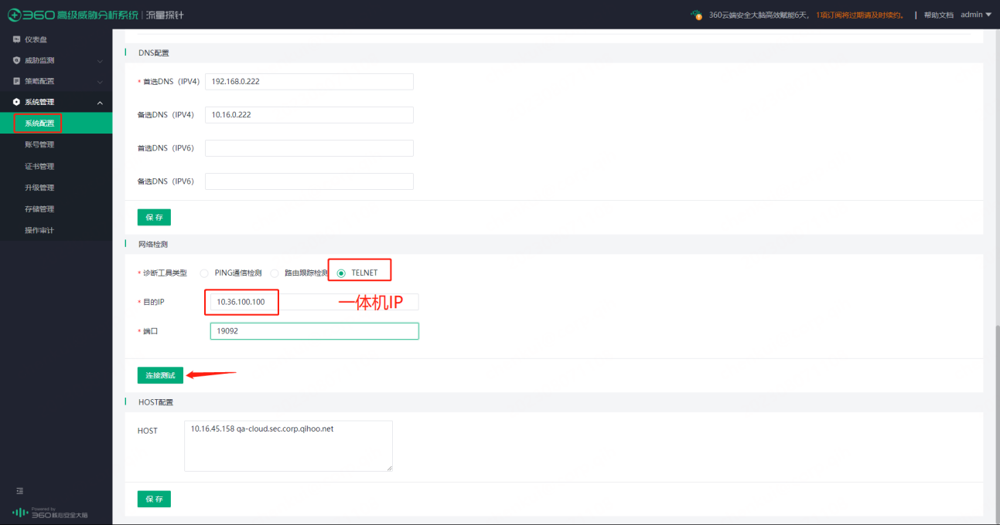 360高级威胁分析系统 | 流量探针
360云端安全大脑高效赋能6天， 1项订阅将过期请及时续约。 | 帮助文档 admin
仪表盘
威胁监测
策略配置
系统管理
系统配置
账号管理
证书管理
升级管理
存储管理
操作审计
Powered by
360核心安全大脑
DNS配置
* 首选DNS（IPV4） 192.168.0.222
备选DNS（IPV4） 10.16.0.222
首选DNS（IPV6）
备选DNS（IPV6）
保 存
网络检测
* 诊断工具类型 PING通信检测 路由跟踪检测 TELNET
* 目的IP 10.36.100.100 一体机IP
* 端口 19092
连接测试
HOST配置
HOST 10.16.45.158 qa-cloud.sec.corp.qihoo.net
保 存